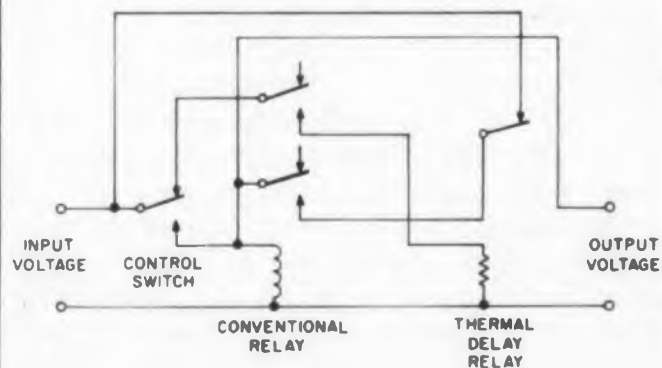 INPUT
VOLTAGE
CONTROL
SWITCH
OUTPUT
VOLTAGE
CONVENTIONAL
RELAY
THERMAL
DELAY
RELAY